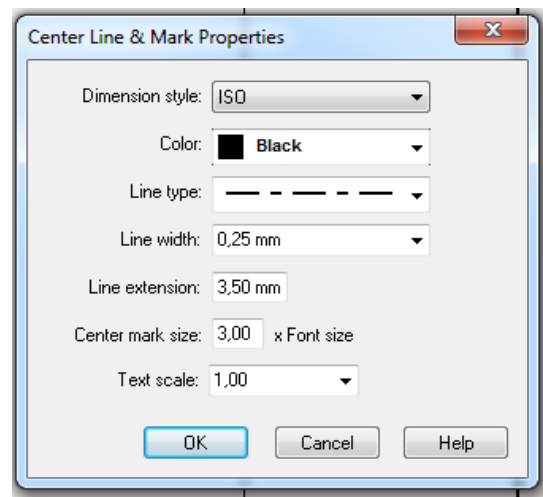 Center Line & Mark Properties
Dimension style: ISO
Color: Black
Line type:
Line width: 0,25 mm
Line extension: 3,50 mm
Center mark size: 3,00 x Font size
Text scale: 1,00
OK Cancel Help